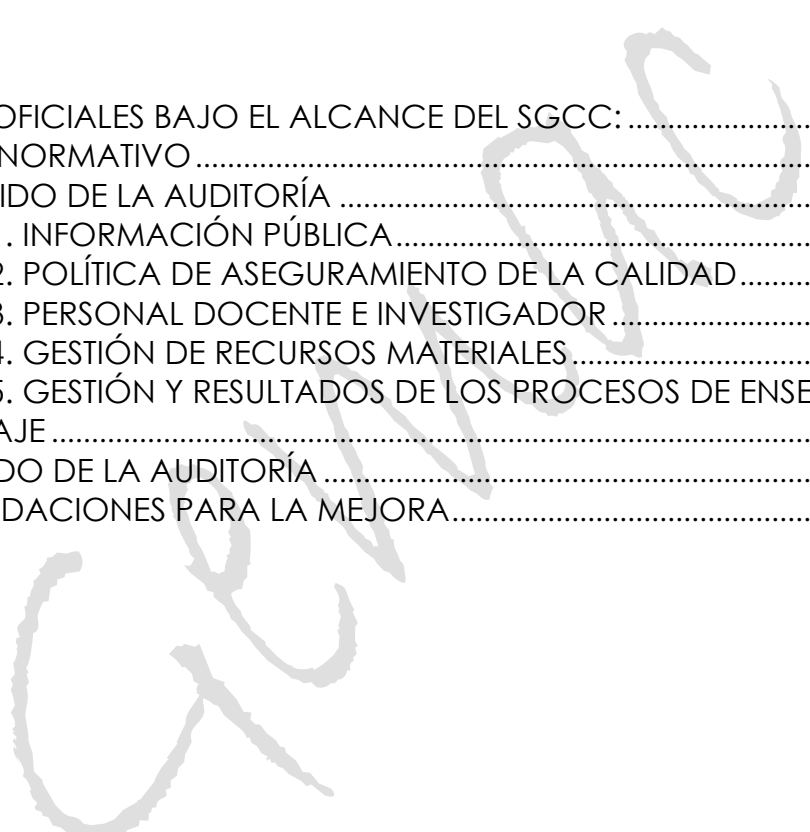 OFICIALES BAJO EL ALCANCE DEL SGCC: ........................
NORMATIVO ........................................................................
IDO DE LA AUDITORÍA ......................................................
. INFORMACIÓN PÚBLICA ................................................
2. POLÍTICA DE ASEGURAMIENTO DE LA CALIDAD .........
3. PERSONAL DOCENTE E INVESTIGADOR .......................
4. GESTIÓN DE RECURSOS MATERIALES ............................
5. GESTIÓN Y RESULTADOS DE LOS PROCESOS DE ENSE
AJE .......................................................................................
DO DE LA AUDITORÍA .......................................................
DACIONES PARA LA MEJORA .........................................